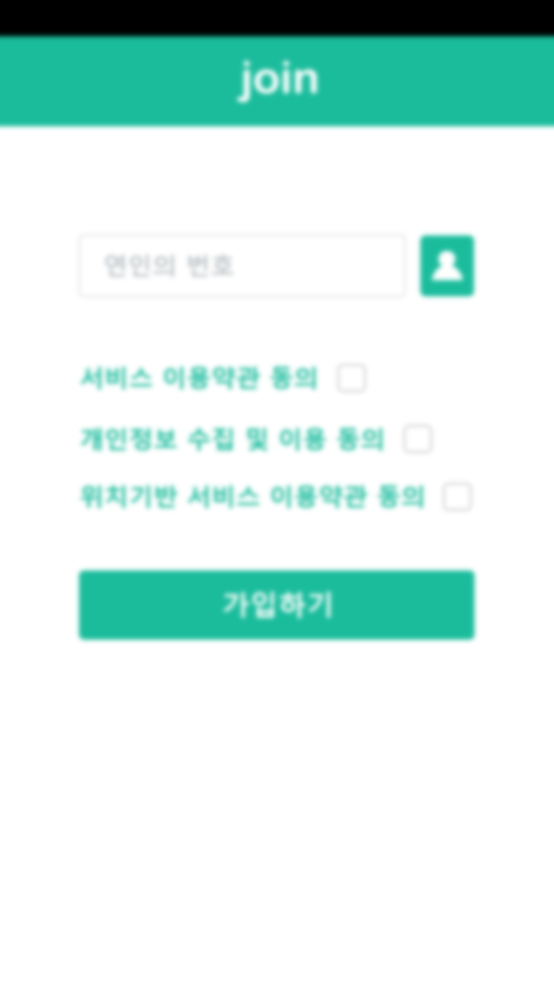 join
연인의 번호
서비스 이용약관 동의
개인정보 수집 및 이용 동의
위치기반 서비스 이용약관 동의
가입하기